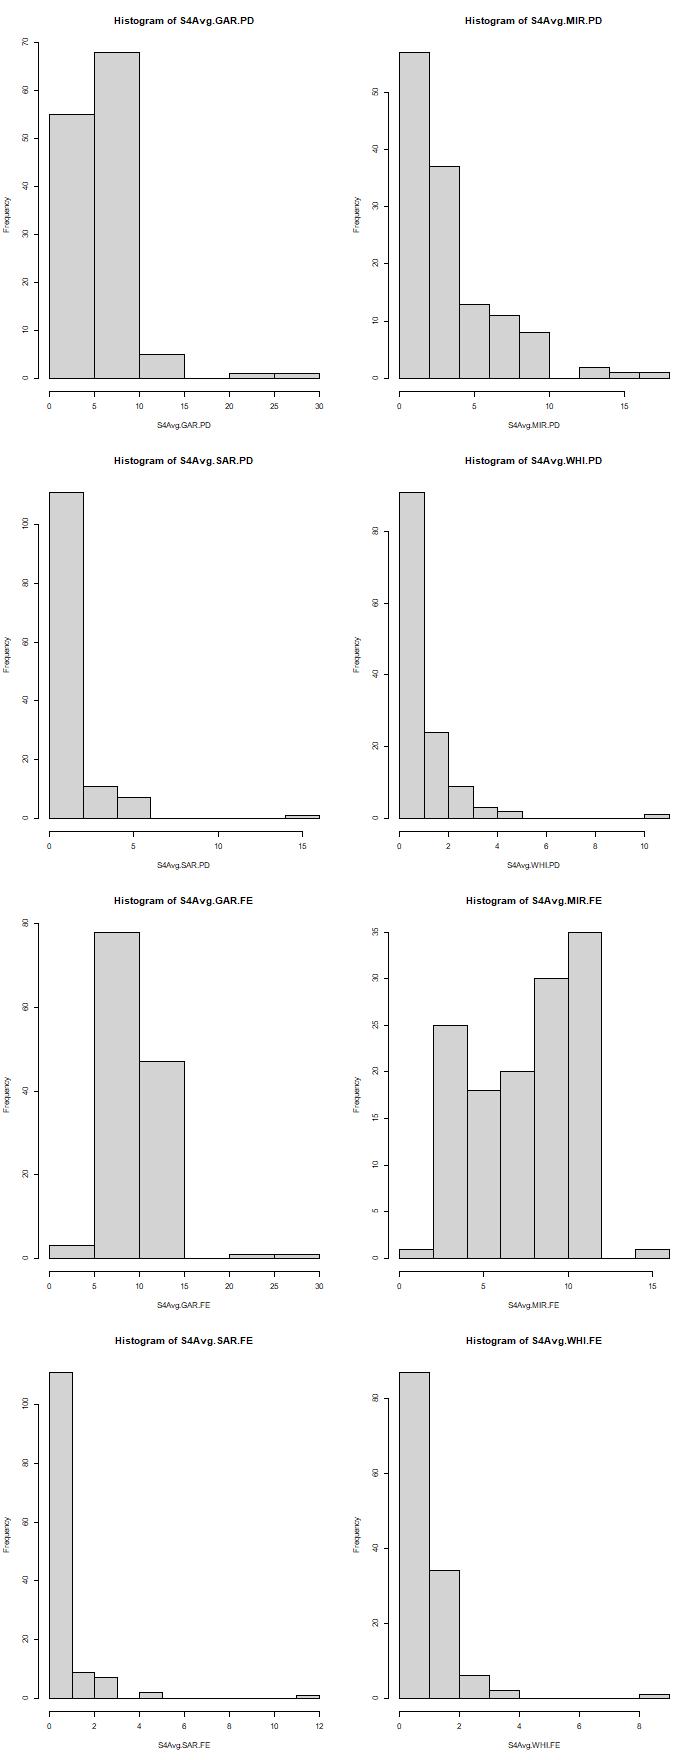 Histogram of S4Avg.GAR.PD
Frequency
0 10 20 30 40 50 60 70
0 5 10 15 20 25 30
S4Avg.GAR.PD
Histogram of S4Avg.MIR.PD
Frequency
0 10 20 30 40 50
0 5 10 15
S4Avg.MIR.PD
Histogram of S4Avg.SAR.PD
Frequency
0 20 40 60 80 100
0 5 10 15
S4Avg.SAR.PD
Histogram of S4Avg.WHI.PD
Frequency
0 20 40 60 80
0 2 4 6 8 10
S4Avg.WHI.PD
Histogram of S4Avg.GAR.FE
Frequency
0 20 40 60 80
0 5 10 15 20 25 30
S4Avg.GAR.FE
Histogram of S4Avg.MIR.FE
Frequency
0 5 10 15 20 25 30 35
0 5 10 15
S4Avg.MIR.FE
Histogram of S4Avg.SAR.FE
Frequency
0 20 40 60 80 100
0 2 4 6 8 10 12
S4Avg.SAR.FE
Histogram of S4Avg.WHI.FE
Frequency
0 20 40 60 80
0 2 4 6 8
S4Avg.WHI.FE